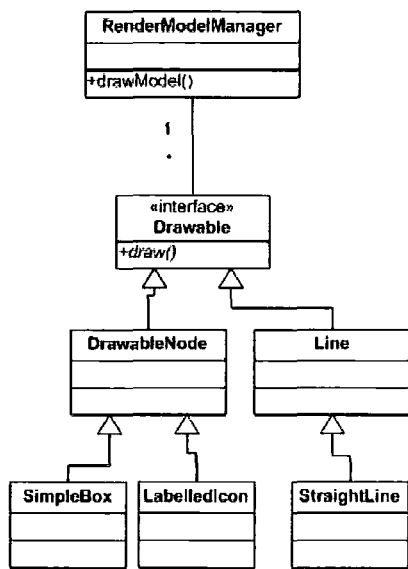 RenderModelManager
+drawModel()
1
*
«interface»
Drawable
+draw()
DrawableNode
Line
SimpleBox
LabelledIcon
StraightLine